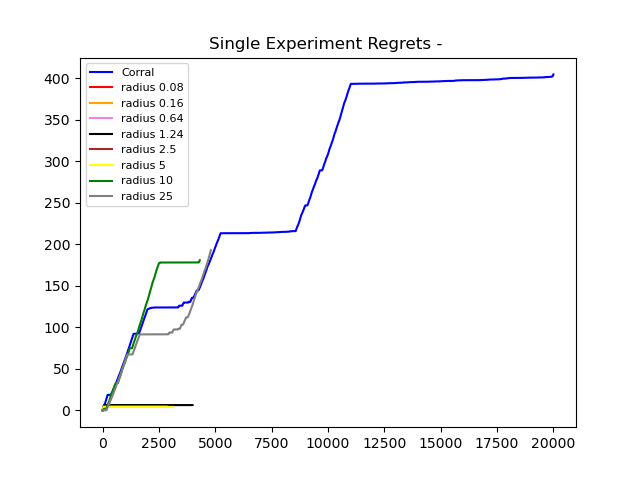 Single Experiment Regrets -
Corral
radius 0.08
radius 0.16
radius 0.64
radius 1.24
radius 2.5
radius 5
radius 10
radius 25
400
350
300
250
200
150
100
50
0
0 2500 5000 7500 10000 12500 15000 17500 20000